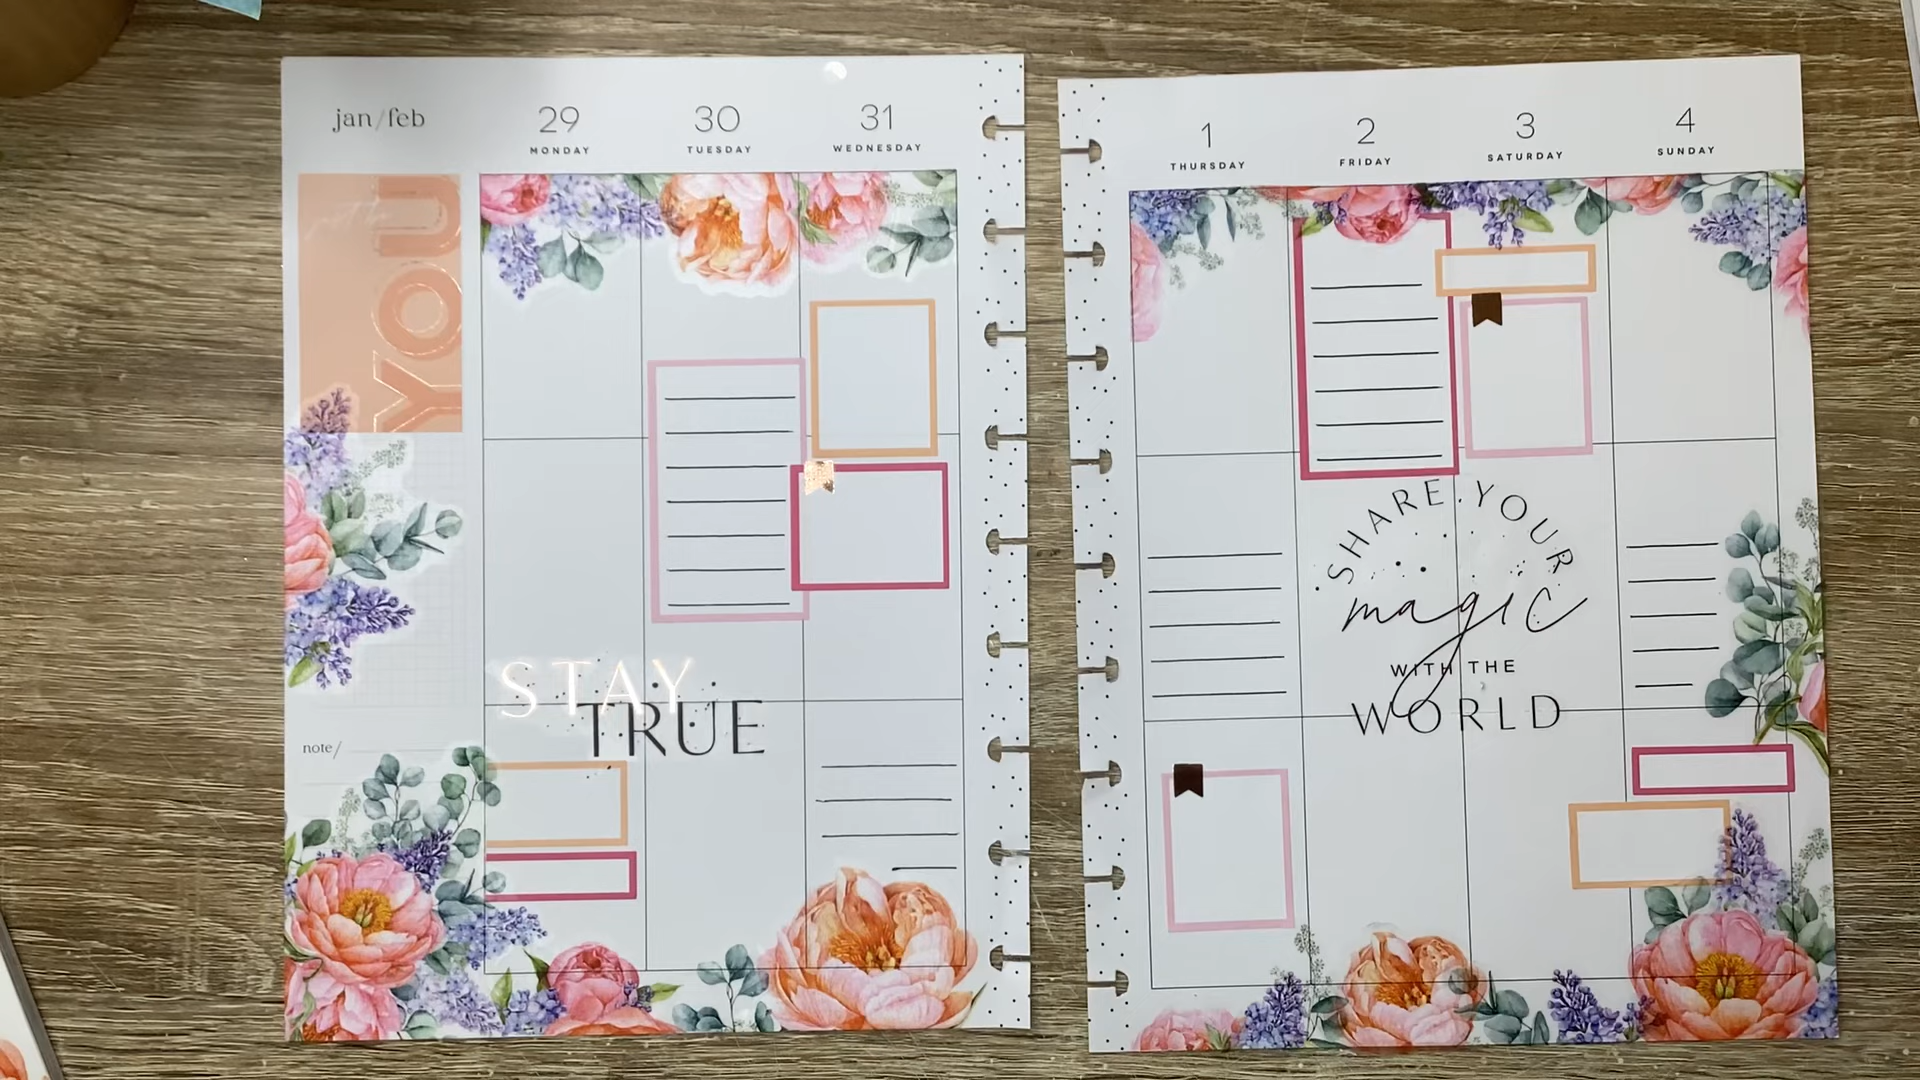 jan/feb
29
MONDAY
30
TUESDAY
31
WEDNESDAY
YOU
STAY
TRUE
note/
1
THURSDAY
2
FRIDAY
3
SATURDAY
4
SUNDAY
SHARE YOUR
magic
WITH THE
WORLD